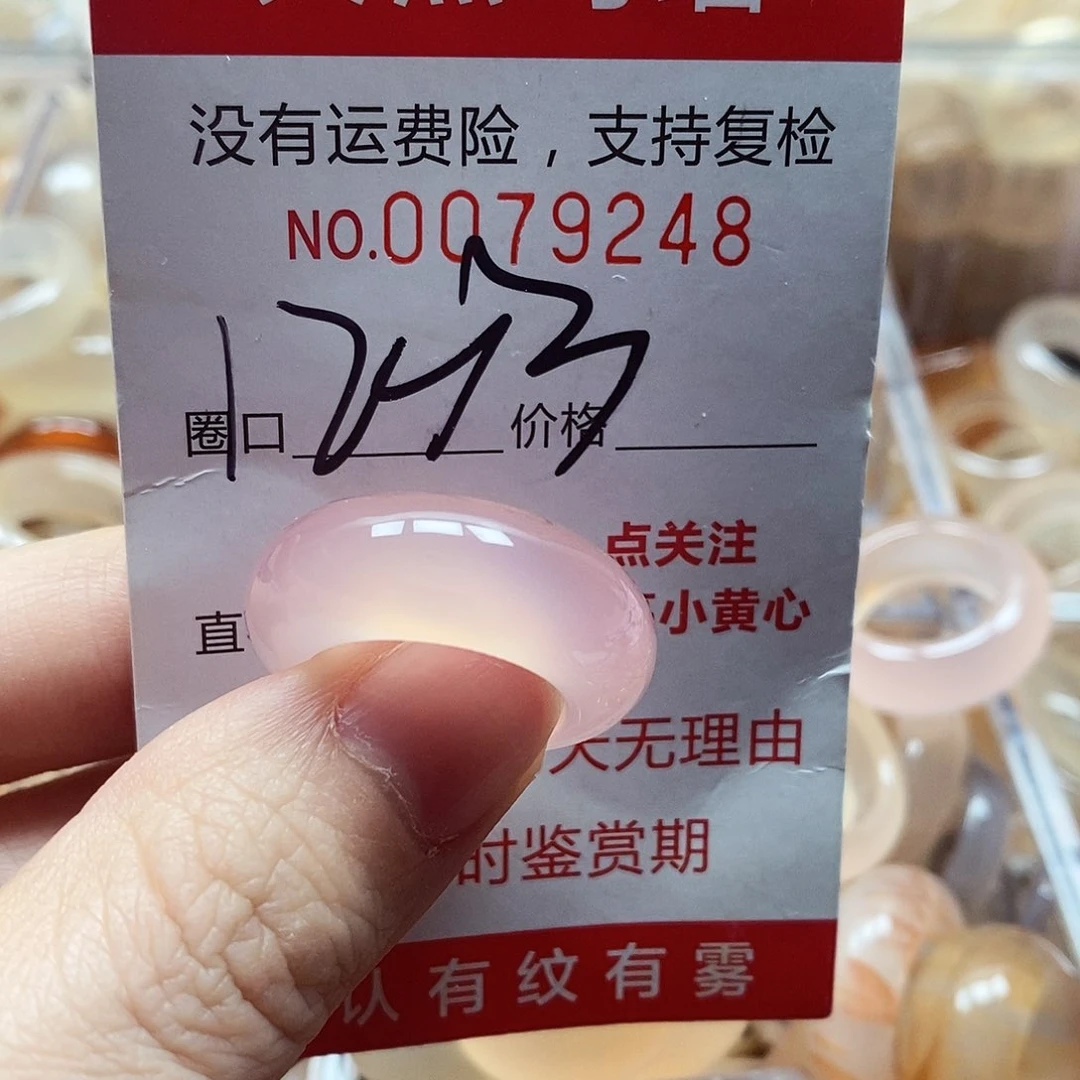 没有运费险，支持复检
NO.0079248
圈口 价格
点关注
直 小黄心
天无理由
时鉴赏期
认有纹有雾